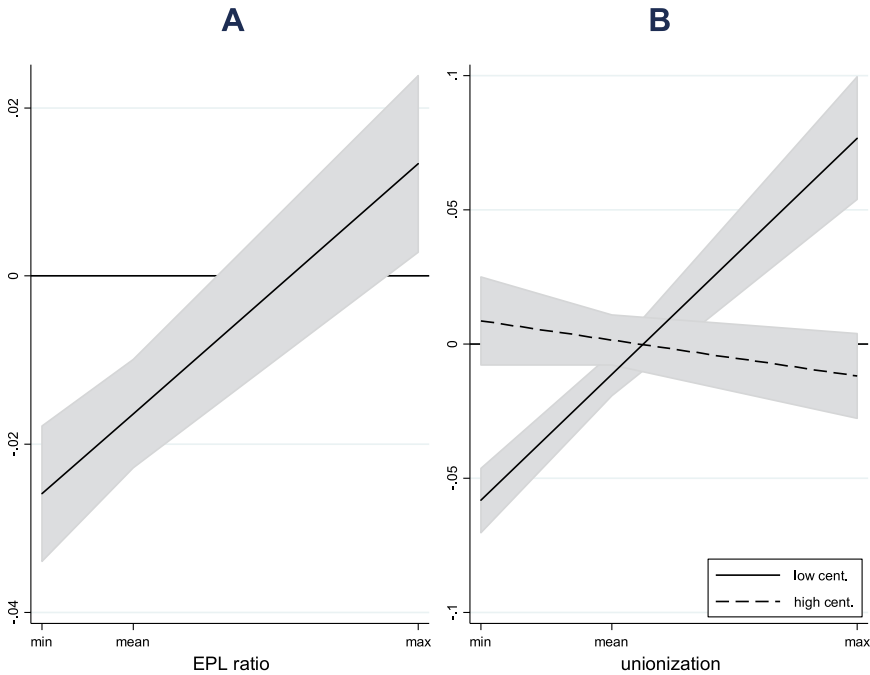 A
B
.02
0
-.02
-.04
min
mean
max
EPL ratio
.1
.05
0
-.05
-.1
low cent.
high cent.
min
mean
max
unionization